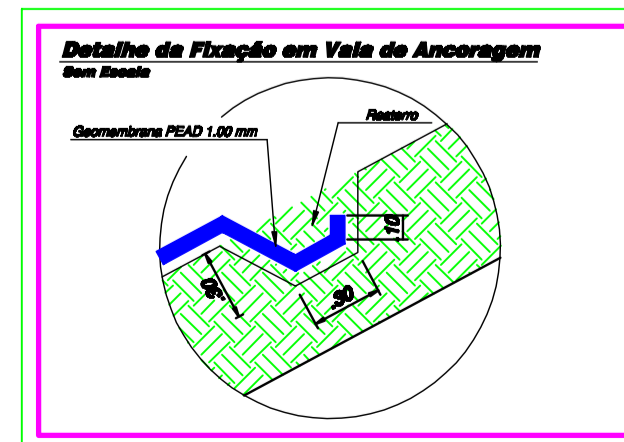 Detalhe da Fixação em Vala de Ancoragem
Sem Escala
Reaterro
Geomembrana PEAD 1.00 mm
10
.30
.30